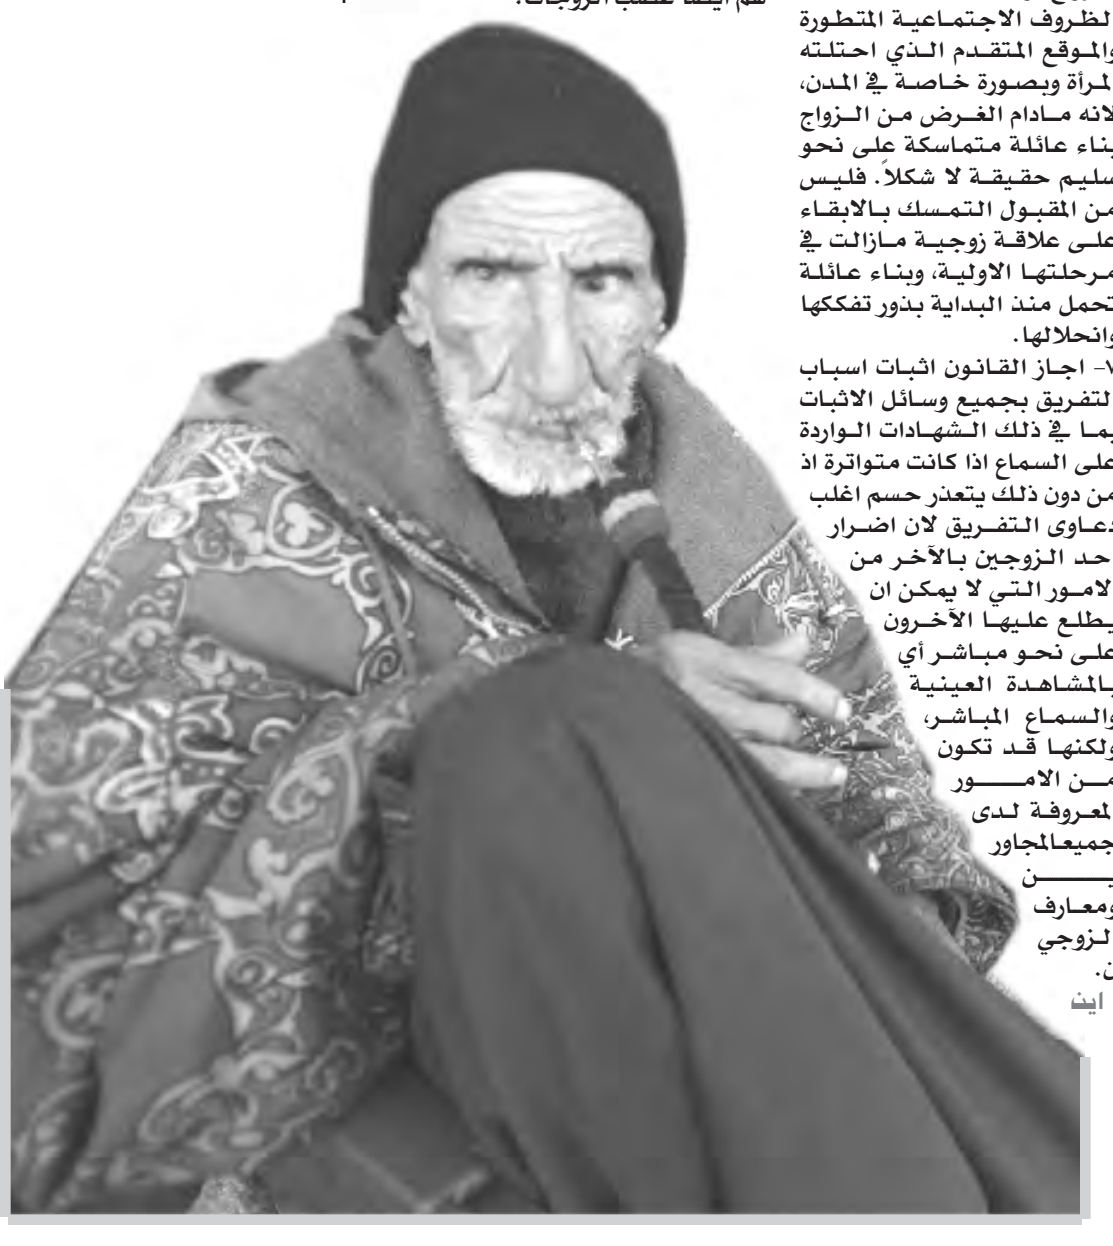 لظروف الاجتماعية المتطورة
والموقع المتقدم الذي احتلته
لمرأة وبصورة خاصة في المدن،
لانه مادام الغرض من الزواج
بناء عائلة متماسكة على نحو
سليم حقيقة لا شكلاً. فليس
من المقبول التمسك بالابقاء
على علاقة زوجية مازالت في
مرحلتها الاولية، وبناء عائلة
تحمل منذ البداية بذور تفككها
وانحلالها.
٧- اجاز القانون اثبات اسباب
لتفريق بجميع وسائل الاثبات
بما في ذلك الشهادات الواردة
على السماع اذا كانت متواترة اذ
من دون ذلك يتعذر حسم اغلب
دعاوى التفريق لان اضرار
حد الزوجين بالآخر من
لامور التي لا يمكن ان
يطلع عليها الآخرون
على نحو مباشر أي
بالمشاهدة العينية
والسماع المباشر،
ولكنها قد تكون
من الامور
لمعروفة لدى
جميعالمجاور
يـن
ومعارف
لزوجي
ن.
اين